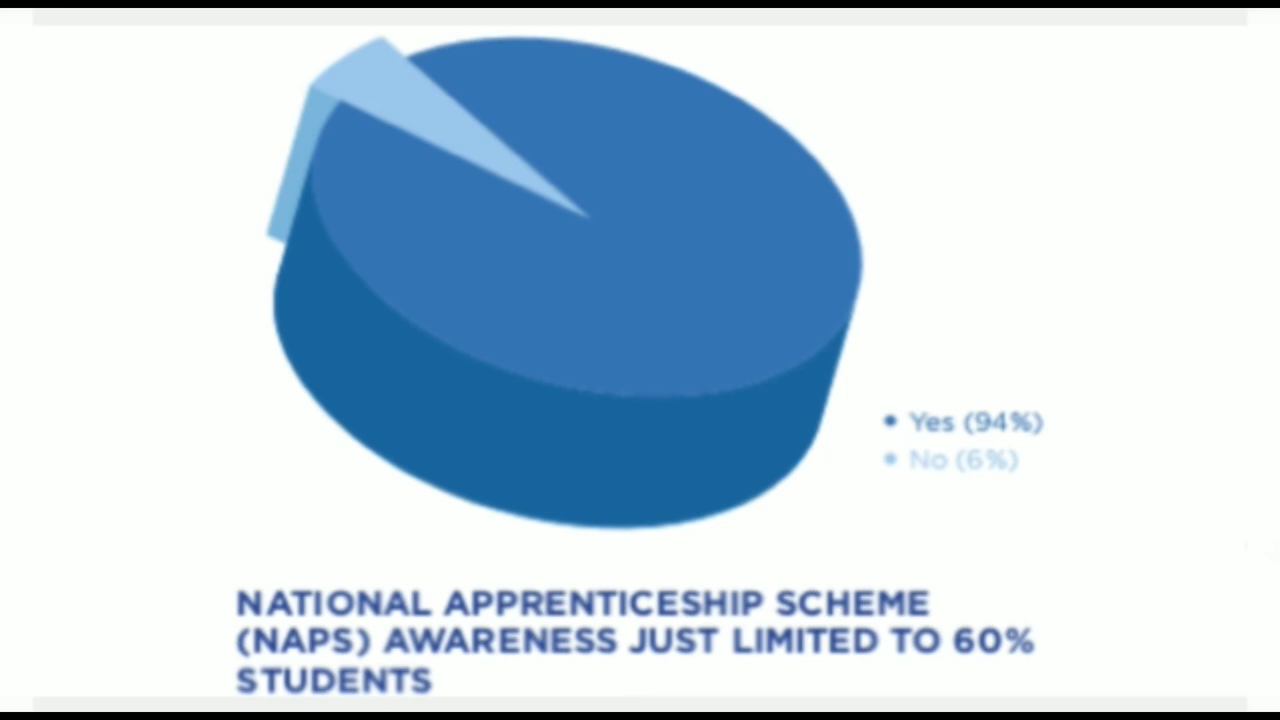 Yes (94%)
No (6%)
NATIONAL APPRENTICESHIP SCHEME
(NAPS) AWARENESS JUST LIMITED TO 60%
STUDENTS